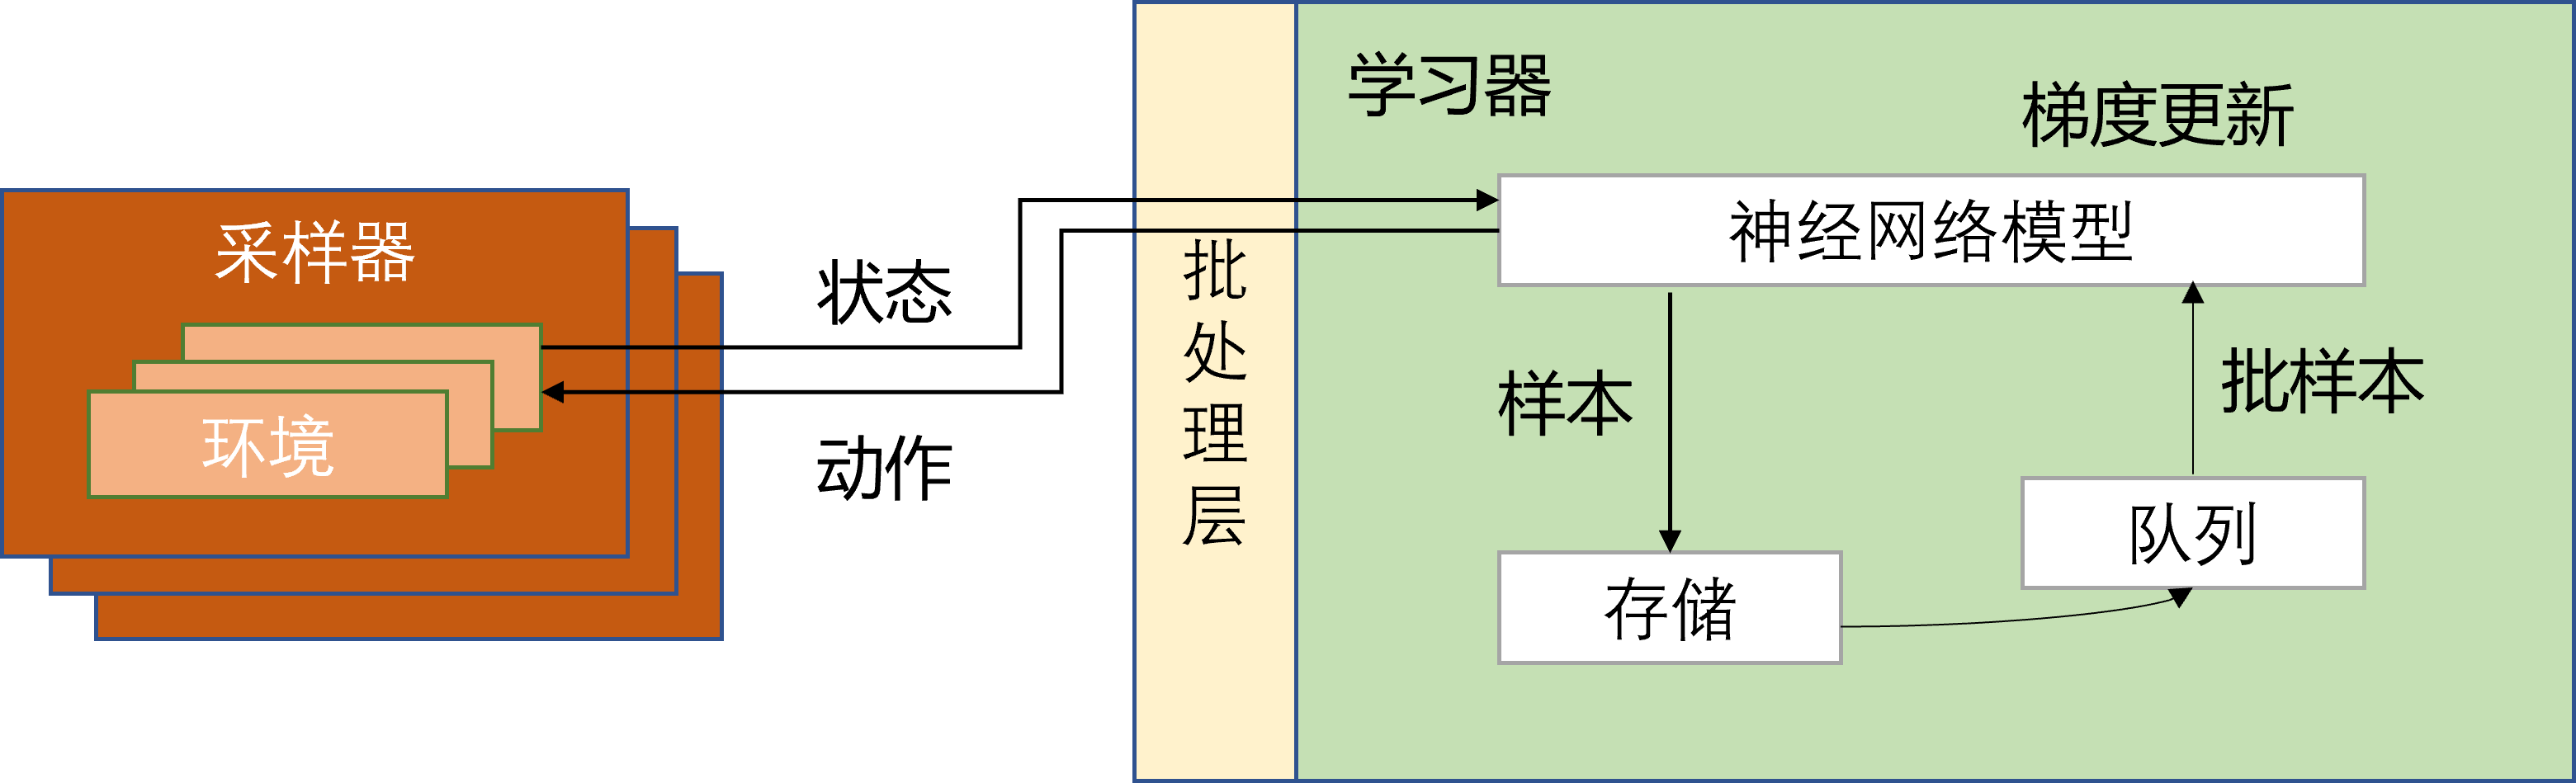 采样器
环境
状态
动作
批处理层
学习器
梯度更新
神经网络模型
样本
批样本
存储
队列